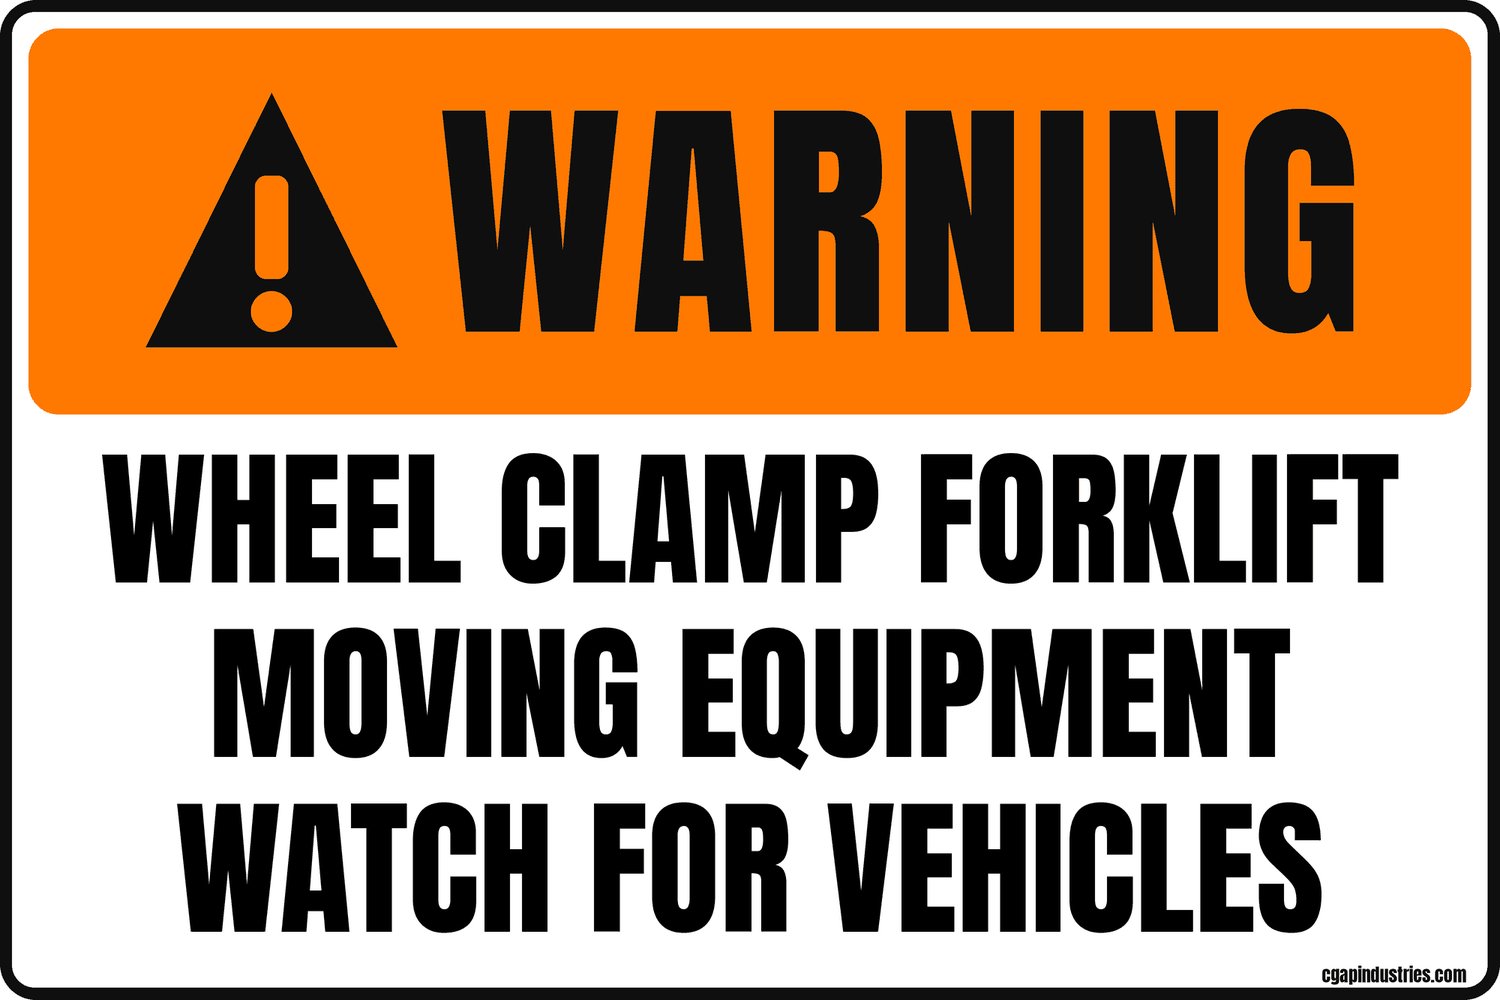 WARNING
WHEEL CLAMP FORKLIFT
MOVING EQUIPMENT
WATCH FOR VEHICLES
cgapindustries.com